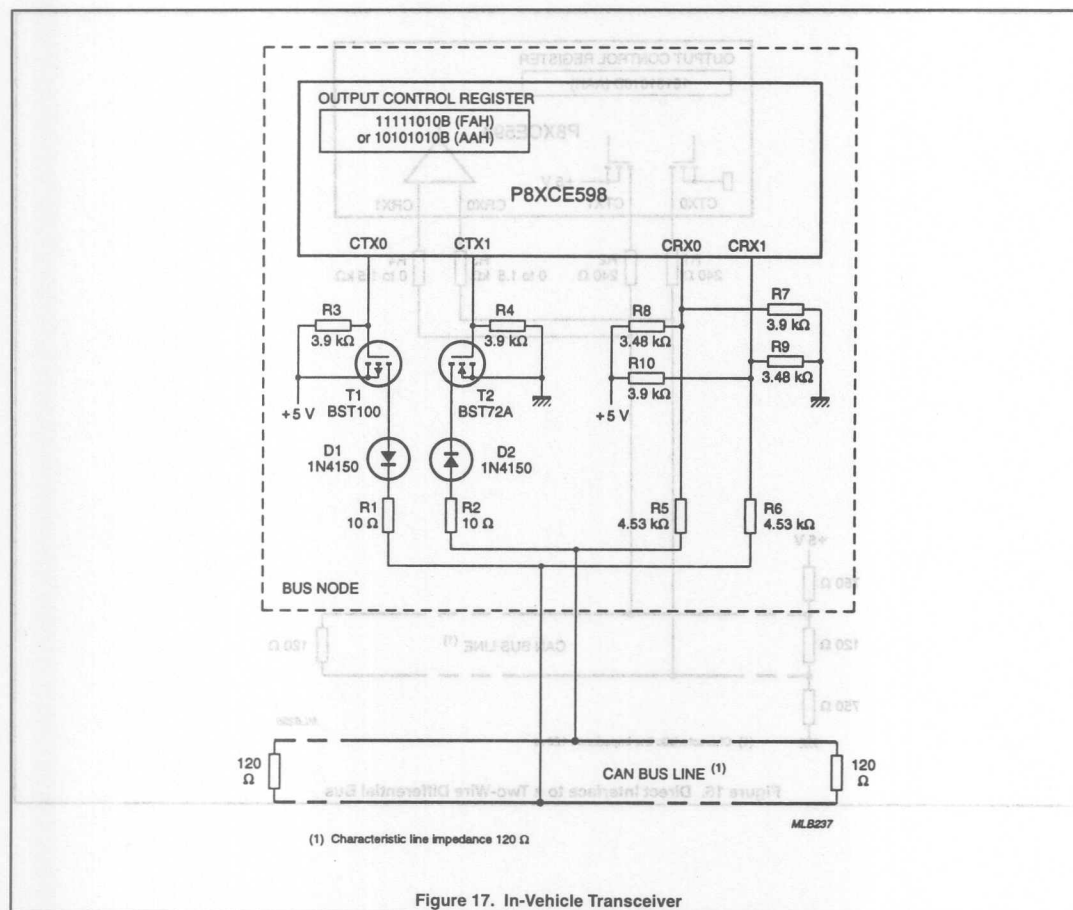 OUTPUT CONTROL REGISTER
11111010B (FAH)
or 10101010B (AAH)
P8XCE598
CTX0
CTX1
CRX0
CRX1
R3
3.9 kΩ
R4
3.9 kΩ
R8
3.48 kΩ
R7
3.9 kΩ
R10
3.9 kΩ
R9
3.48 kΩ
+5 V
T1
BST100
T2
BST72A
+5 V
D1
1N4150
D2
1N4150
R1
10 Ω
R2
10 Ω
R5
4.53 kΩ
R6
4.53 kΩ
BUS NODE
120
Ω
CAN BUS LINE (1)
120
Ω
MLB237
(1) Characteristic line impedance 120 Ω
Figure 17. In-Vehicle Transceiver